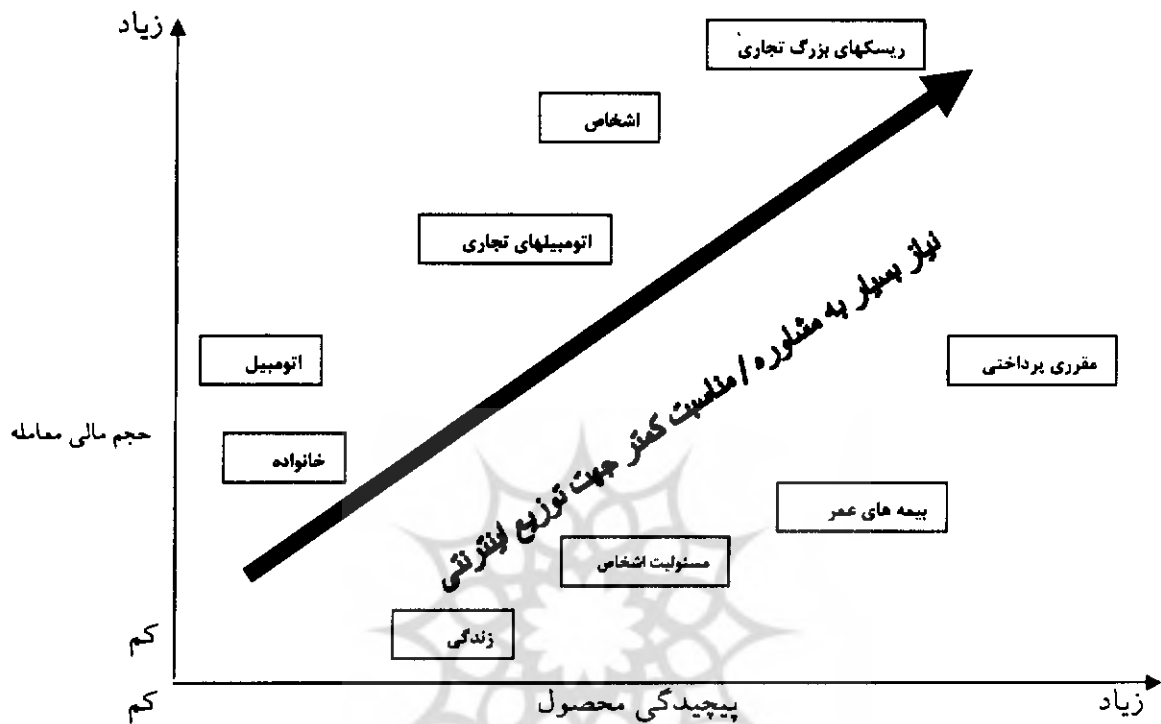 زیاد
ریسکهای بزرگ تجاری
اشخاص
اتومبیلهای تجاری
اتومبیل
مقرری پرداختی
حجم مالی معامله
خانواده
نیاز بسیار به مشاوره / مناسبت کمتر جهت توزیع اینترنتی
بیمه های عمر
مسئولیت اشخاص
زندگی
کم
کم
پیچیدگی محصول
زیاد